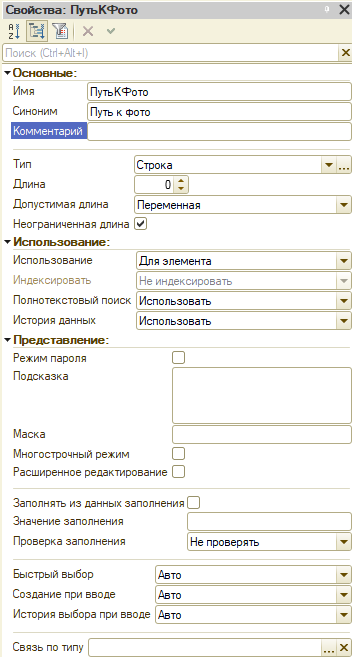 Свойства: ПутьКФото
Поиск (Ctrl+Alt+I)
Основные:
Имя ПутьКФото
Синоним Путь к фото
Комментарий
Тип Строка
Длина 0
Допустимая длина Переменная
Неограниченная длина
Использование:
Использование Для элемента
Индексировать Не индексировать
Полнотекстовый поиск Использовать
История данных Использовать
Представление:
Режим пароля
Подсказка
Маска
Многострочный режим
Расширенное редактирование
Заполнять из данных заполнения
Значение заполнения
Проверка заполнения Не проверять
Быстрый выбор Авто
Создание при вводе Авто
История выбора при вводе Авто
Связь по типу